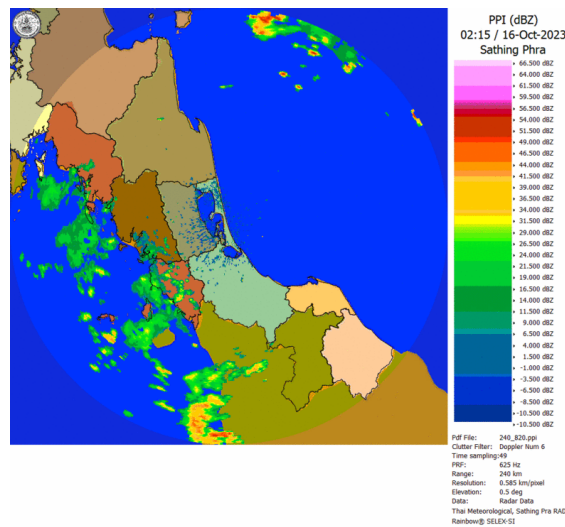 PPI (dBZ)
02:15 / 16-Oct-2023
Sathing Phra
66.500 dBZ
64.000 dBZ
61.500 dBZ
59.500 dBZ
56.500 dBZ
54.000 dBZ
51.500 dBZ
49.000 dBZ
46.500 dBZ
44.000 dBZ
41.500 dBZ
39.000 dBZ
36.500 dBZ
34.000 dBZ
31.500 dBZ
29.000 dBZ
26.500 dBZ
24.000 dBZ
21.500 dBZ
19.000 dBZ
16.500 dBZ
14.000 dBZ
11.500 dBZ
9.000 dBZ
6.500 dBZ
4.000 dBZ
1.500 dBZ
-1.000 dBZ
-3.500 dBZ
-6.500 dBZ
-8.500 dBZ
-10.500 dBZ
-10.500 dBZ
Pdf File: 240_820.ppi
Clutter Filter: Doppler Num 6
Time sampling:49
PRF: 625 Hz
Range: 240 km
Resolution: 0.585 km/pixel
Elevation: 0.5 deg
Data: Radar Data
Thai Meteorological, Sathing Pra RAD
Rainbow® SELEX-SI